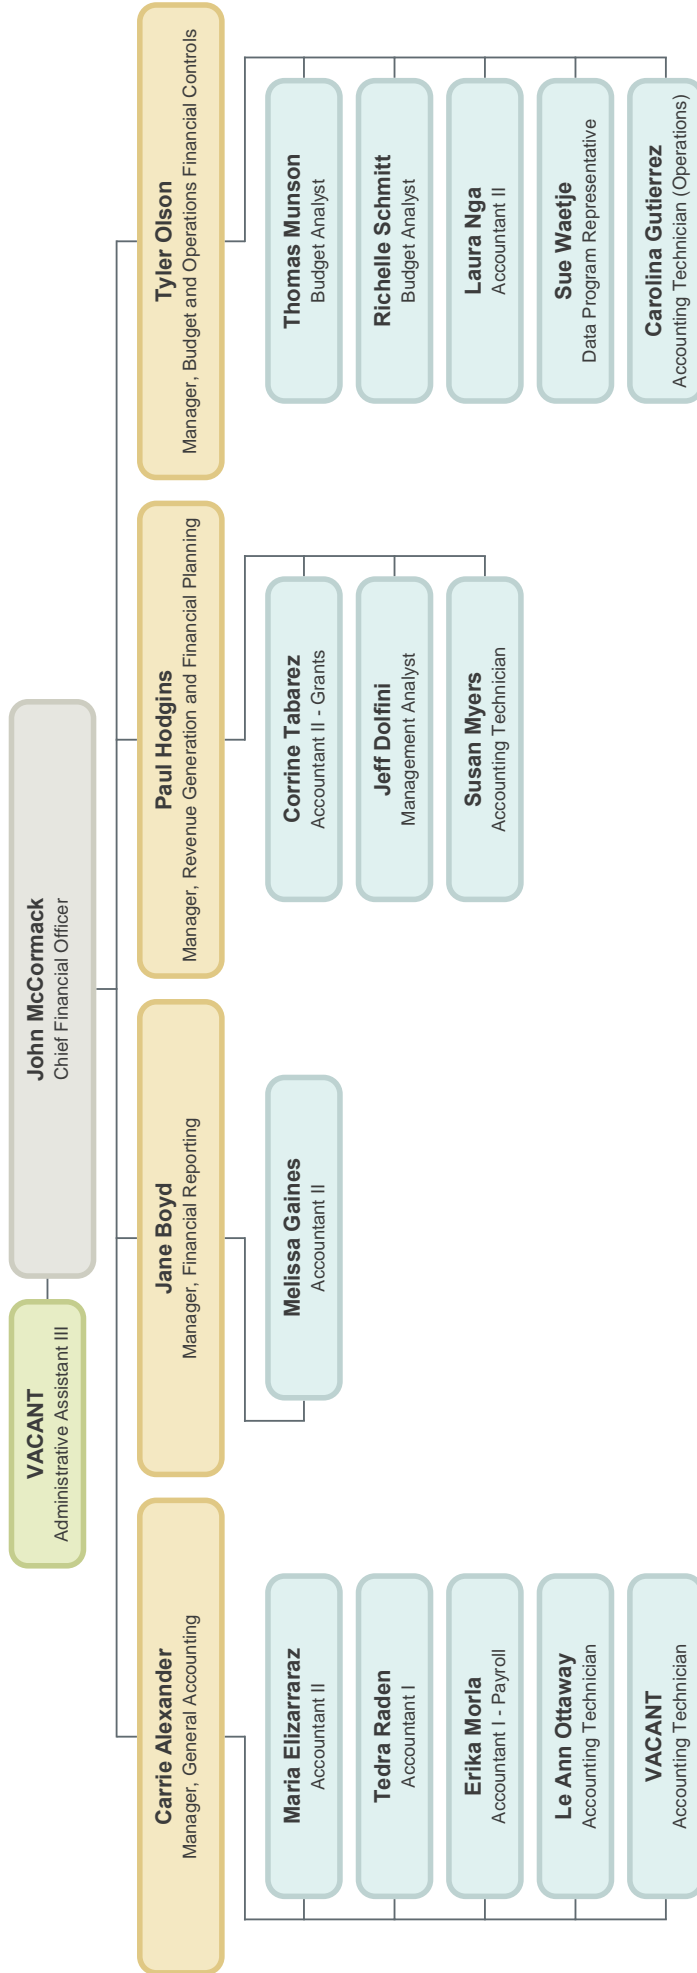 VACANT
Administrative Assistant III
John McCormack
Chief Financial Officer
Carrie Alexander
Manager, General Accounting
Maria Elizarraraz
Accountant II
Tedra Raden
Accountant I
Erika Morla
Accountant I - Payroll
Le Ann Ottaway
Accounting Technician
VACANT
Accounting Technician
Jane Boyd
Manager, Financial Reporting
Melissa Gaines
Accountant II
Paul Hodgins
Manager, Revenue Generation and Financial Planning
Corrine Tabarez
Accountant II - Grants
Jeff Dolfini
Management Analyst
Susan Myers
Accounting Technician
Tyler Olson
Manager, Budget and Operations Financial Controls
Thomas Munson
Budget Analyst
Richelle Schmitt
Budget Analyst
Laura Nga
Accountant II
Sue Waetje
Data Program Representative
Carolina Gutierrez
Accounting Technician (Operations)